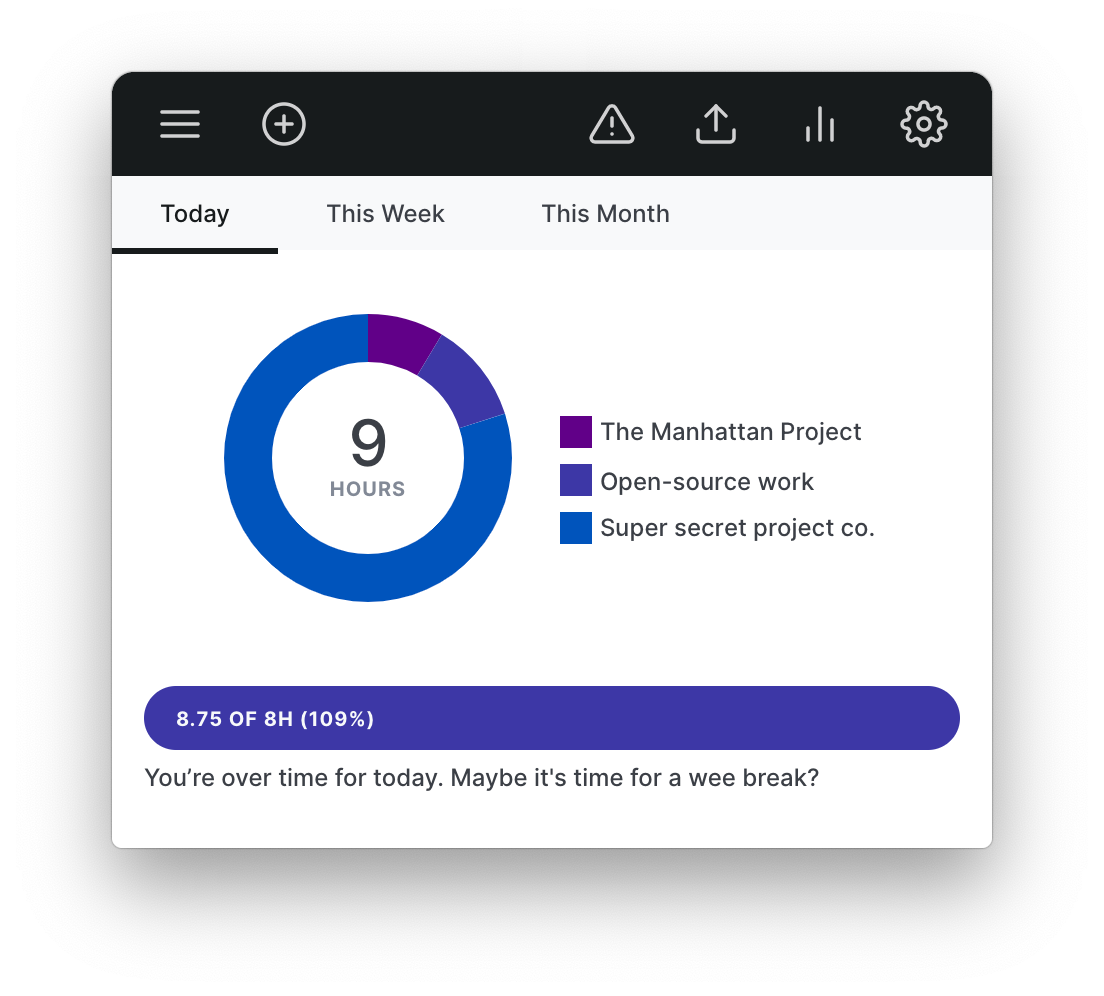 Today
This Week
This Month
9
HOURS
The Manhattan Project
Open-source work
Super secret project co.
8.75 OF 8H (109%)
You’re over time for today. Maybe it's time for a wee break?